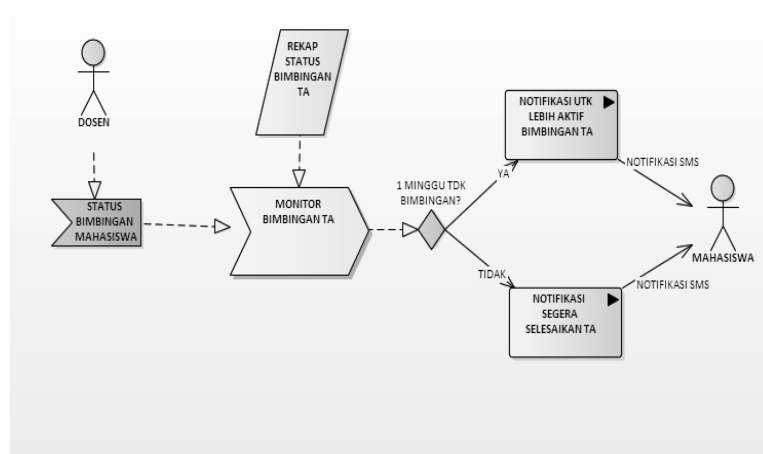 DOSEN
REKAP
STATUS
BIMBINGAN
TA
STATUS
BIMBINGAN
MAHASISWA
MONITOR
BIMBINGAN TA
1 MINGGU TDK
BIMBINGAN?
YA
TIDAK
NOTIFIKASI UTK
LEBIH AKTIF
BIMBINGAN TA
NOTIFIKASI SMS
NOTIFIKASI
SEGERA
SELESAIKAN TA
NOTIFIKASI SMS
MAHASISWA